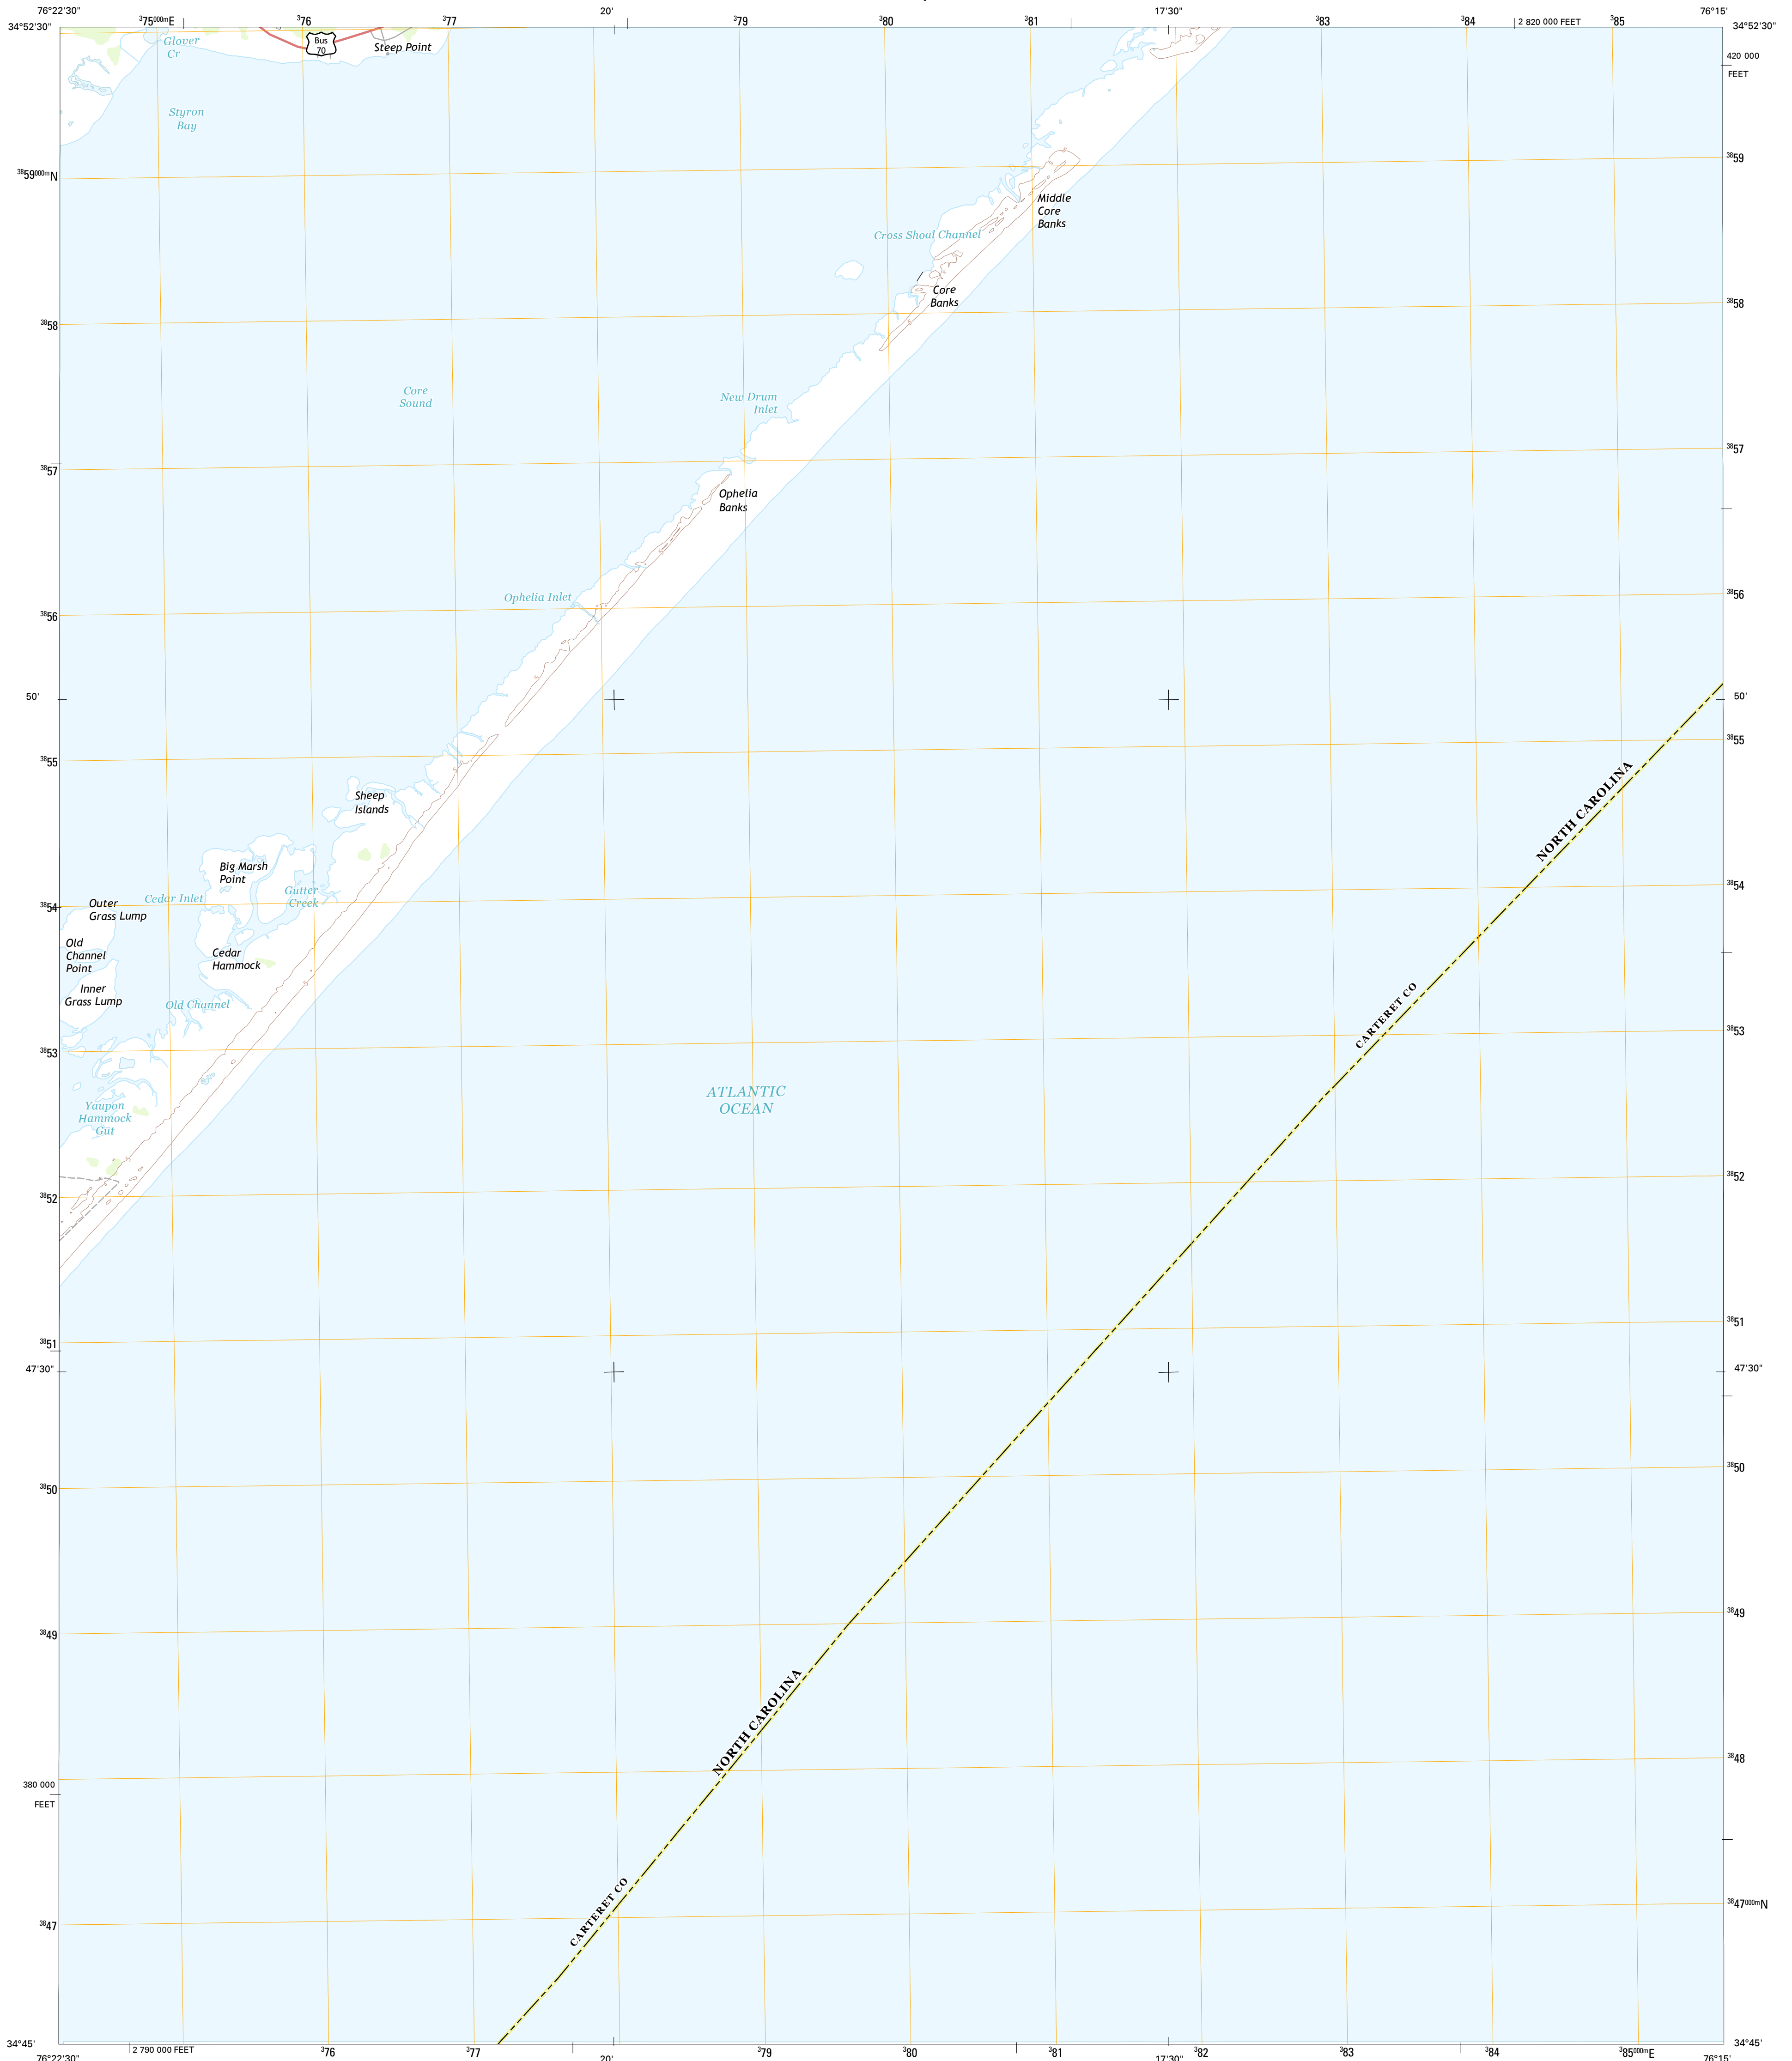 76°22'30"
³75⁰⁰⁰ᵐE
³76
³77
20'
³79
³80
³81
17'30"
³83
³84
2 820 000 FEET
³85
76°15'
34°52'30"
34°52'30"
Glover
Cr
Bus
70
Steep Point
420 000
FEET
Styron
Bay
³⁸59⁰⁰⁰ᵐN
³⁸59
Middle
Core
Banks
Cross Shoal Channel
Core
Banks
³⁸58
³⁸58
Core
Sound
New Drum
Inlet
³⁸57
³⁸57
Ophelia
Banks
Ophelia Inlet
³⁸56
³⁸56
50'
50'
³⁸55
³⁸55
NORTH CAROLINA
Sheep
Islands
Big Marsh
Point
Gutter
Creek
Cedar Inlet
³⁸54
³⁸54
Outer
Grass Lump
Old
Channel
Point
Cedar
Hammock
Inner
Grass Lump
Old Channel
CARTERET CO
³⁸53
³⁸53
ATLANTIC
OCEAN
Yaupon
Hammock
Gut
³⁸52
³⁸52
³⁸51
³⁸51
47'30"
47'30"
³⁸50
³⁸50
³⁸49
³⁸49
NORTH CAROLINA
³⁸48
380 000
FEET
CARTERET CO
³⁸47
³⁸47⁰⁰⁰ᵐN
34°45'
34°45'
76°22'30"
2 790 000 FEET
³76
³77
20'
³79
³80
³81
17'30"
³82
³83
³84
³85⁰⁰⁰ᵐE
76°15'